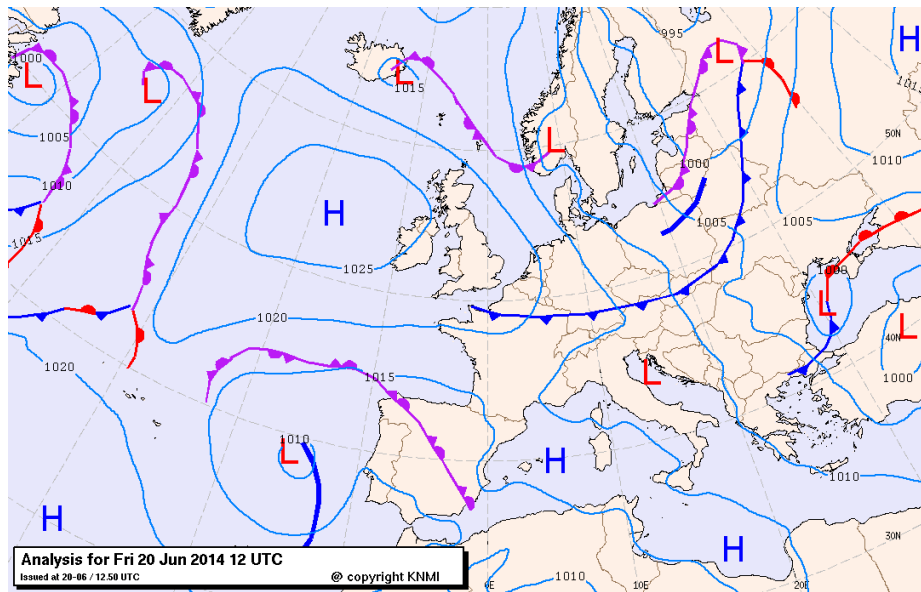 995
H
1000
L
L
L
L
1015
1015
50N
1005
L
1010
1000
1010
H
1005
1005
1015
1025
1000
L
1020
L
40N
1020
L
1015
1000
1010
L
H
1010
H
H
30N
Analysis for Fri 20 Jun 2014 12 UTC
Issued at 20-06 / 12.50 UTC
@ copyright KNMI
0E
1010
10E
20E